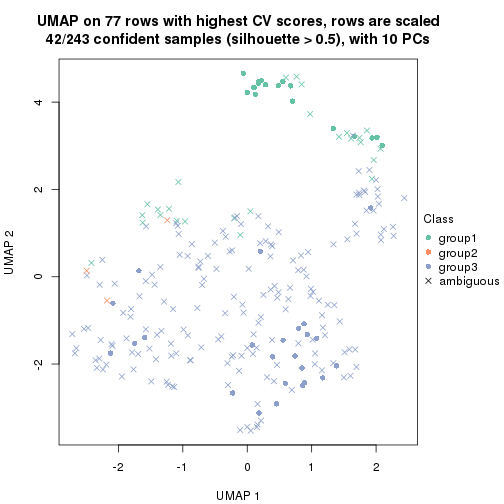 UMAP on 77 rows with highest CV scores, rows are scaled
42/243 confident samples (silhouette > 0.5), with 10 PCs
4
2
0
-2
UMAP 2
-2
-1
0
1
2
UMAP 1
Class
group1
group2
group3
ambiguous